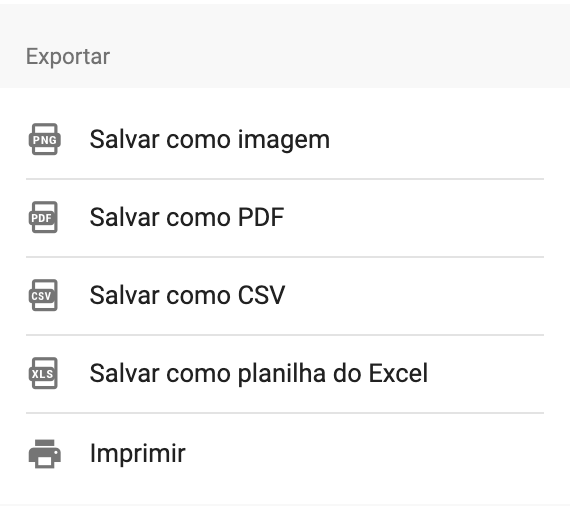 Exportar
PNG Salvar como imagem
PDF Salvar como PDF
CSV Salvar como CSV
XLS Salvar como planilha do Excel
Imprimir